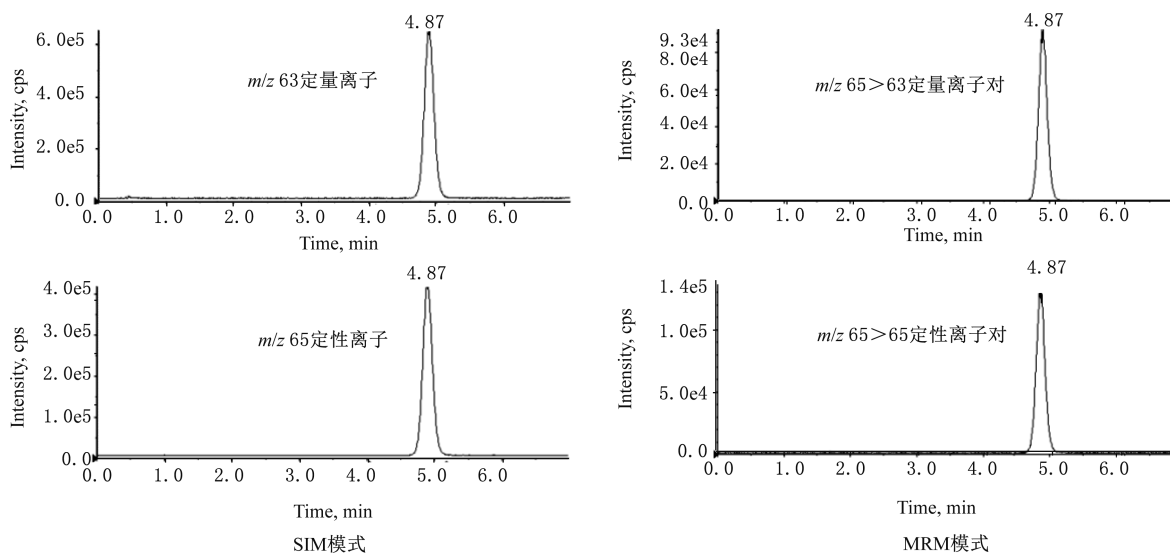 4.87
6.0e5
4.0e5
2.0e5
0.0
Intensity, cps
m/z 63定量离子
0.0 1.0 2.0 3.0 4.0 5.0 6.0
Time, min
4.87
9.3e4
8.0e4
6.0e4
4.0e4
2.0e4
0.0
Intensity, cps
m/z 65>63定量离子对
0.0 1.0 2.0 3.0 4.0 5.0 6.0
Time, min
4.87
4.0e5
3.0e5
2.0e5
1.0e5
0.0
Intensity, cps
m/z 65定性离子
0.0 1.0 2.0 3.0 4.0 5.0 6.0
Time, min
SIM模式
4.87
1.4e5
1.0e5
5.0e4
0.0
Intensity, cps
m/z 65>65定性离子对
0.0 1.0 2.0 3.0 4.0 5.0 6.0
Time, min
MRM模式